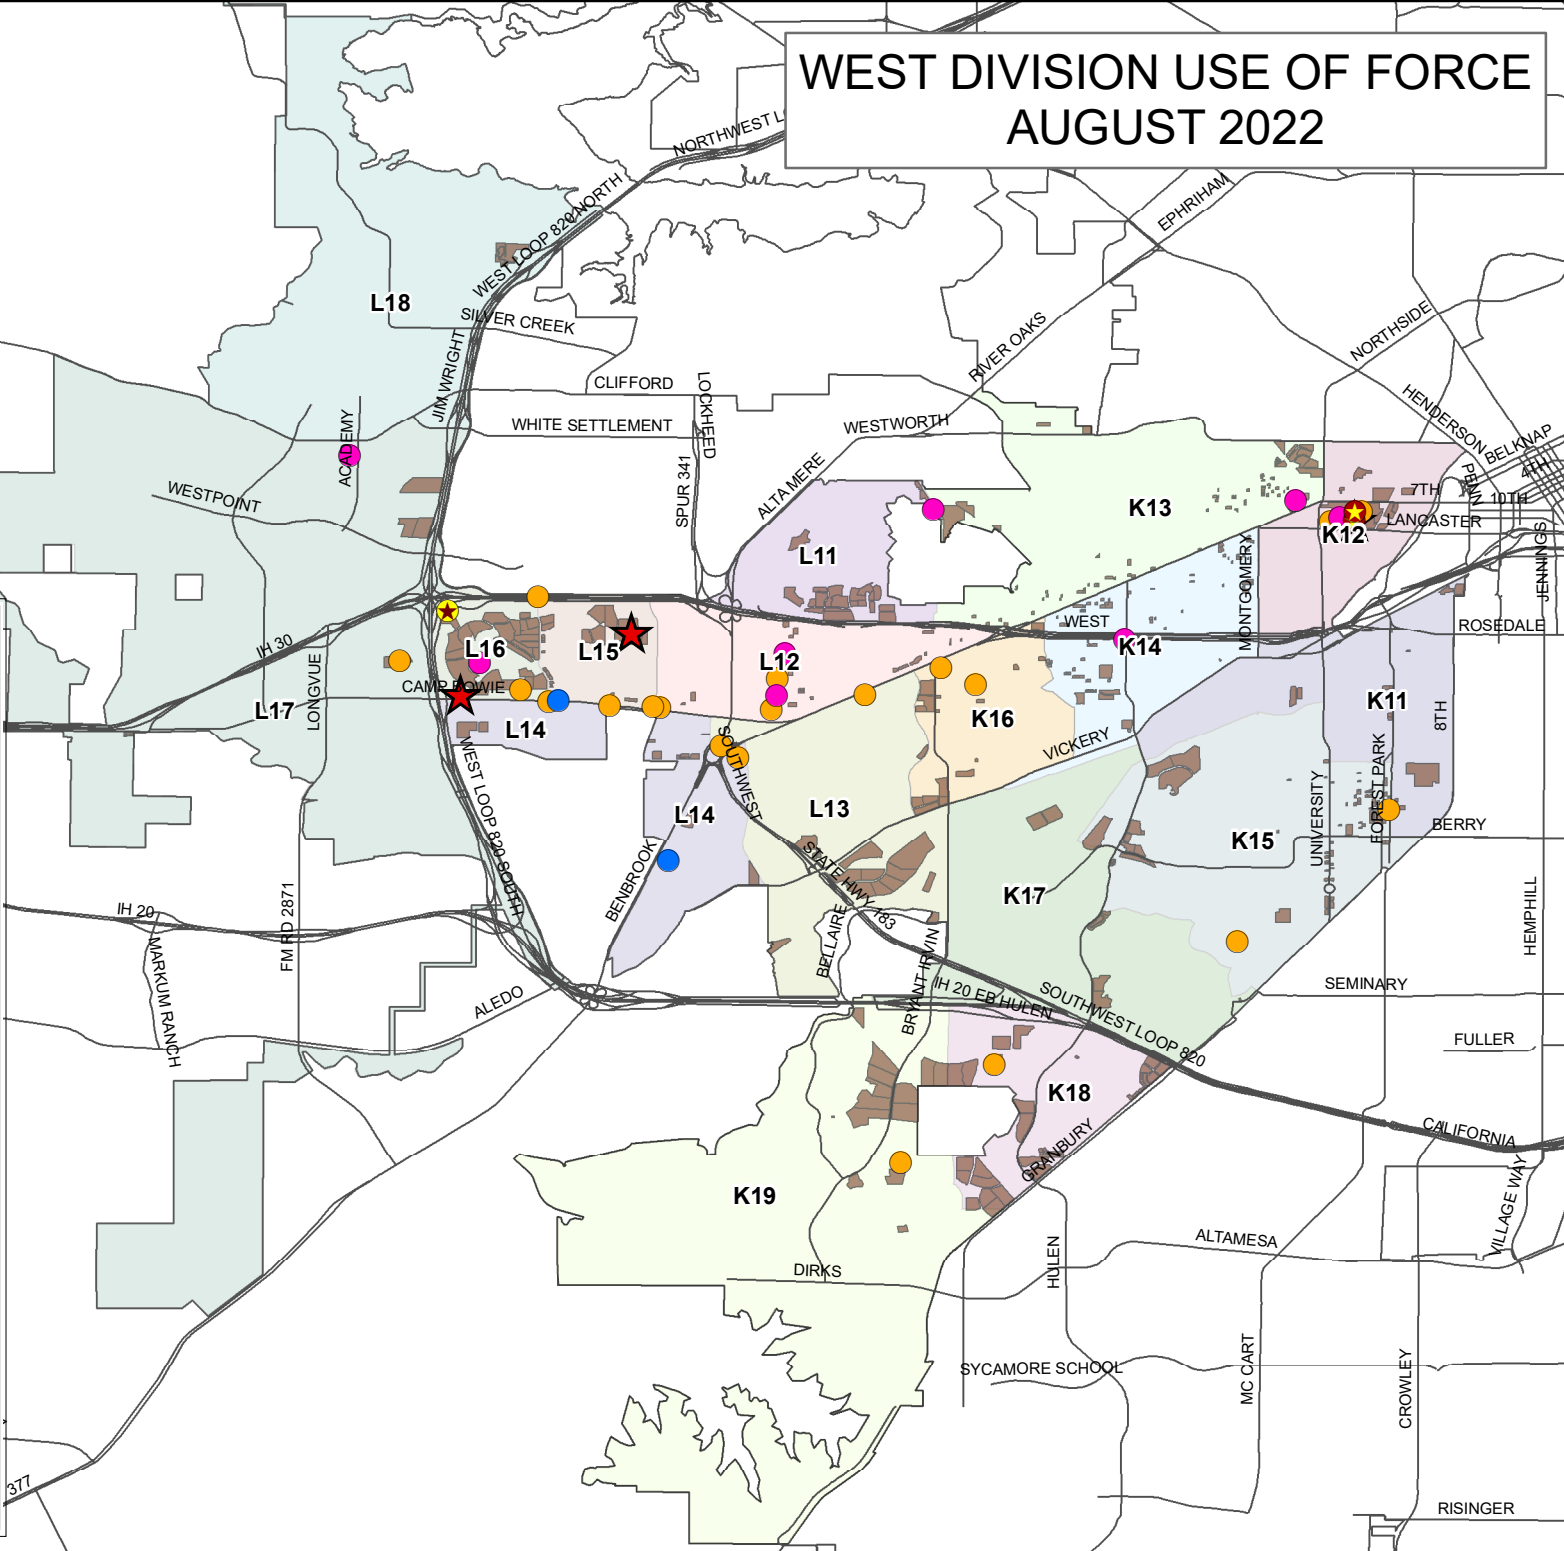 WEST DIVISION USE OF FORCE
AUGUST 2022
NORTHWEST L
EPHRIHAM
WEST LOOP 820 NORTH
L18
SILVER CREEK
NORTHSIDE
RIVER OAKS
JIM WRIGHT
CLIFFORD
LOCKHEED
HENDERSON
WHITE SETTLEMENT
WESTWORTH
BELKNAP
ACADEMY
4TH
PENN
ALTA MERE
SPUR 341
WESTPOINT
7TH
10TH
K13
LANCASTER
K12
L11
MONTGOMERY
JENNINGS
WEST
ROSEDALE
IH 30
L16
L15
L12
K14
CAMP BOWIE
LONGVUE
L17
K11
8TH
K16
L14
VICKERY
SOUTHWEST
L13
L14
FOREST PARK
UNIVERSITY
BERRY
K15
WEST LOOP 820 SOUTH
STATE HWY 183
BENBROOK
K17
IH 20
FM RD 2871
HEMPHILL
MARKUM RANCH
BELLAIRE
BRYANT IRVIN
IH 20 EB HULEN
SOUTHWEST LOOP 820
SEMINARY
ALEDO
FULLER
K18
CALIFORNIA
GRANBURY
K19
VILLAGE WAY
ALTAMESA
HULEN
DIRKS
SYCAMORE SCHOOL
MC CART
CROWLEY
377
RISINGER